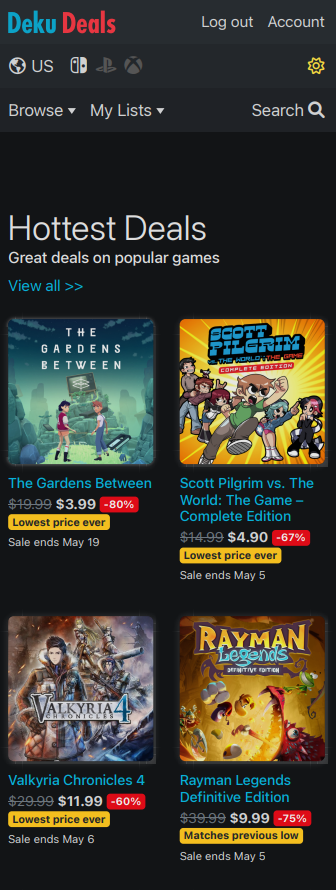 Deku Deals
Log out Account
US
Browse My Lists Search
Hottest Deals
Great deals on popular games
View all >>
THE
GARDENS
BETWEEN
The Gardens Between
$19.99 $3.99 -80%
Lowest price ever
Sale ends May 19
SCOTT
PILGRIM
VS. THE WORLD: THE GAME
COMPLETE EDITION
Scott Pilgrim vs. The
World: The Game –
Complete Edition
$14.99 $4.90 -67%
Lowest price ever
Sale ends May 5
VALKYRIA
CHRONICLES 4
Valkyria Chronicles 4
$29.99 $11.99 -60%
Lowest price ever
Sale ends May 6
RAYMAN
Legends
DEFINITIVE EDITION
Rayman Legends
Definitive Edition
$39.99 $9.99 -75%
Matches previous low
Sale ends May 5